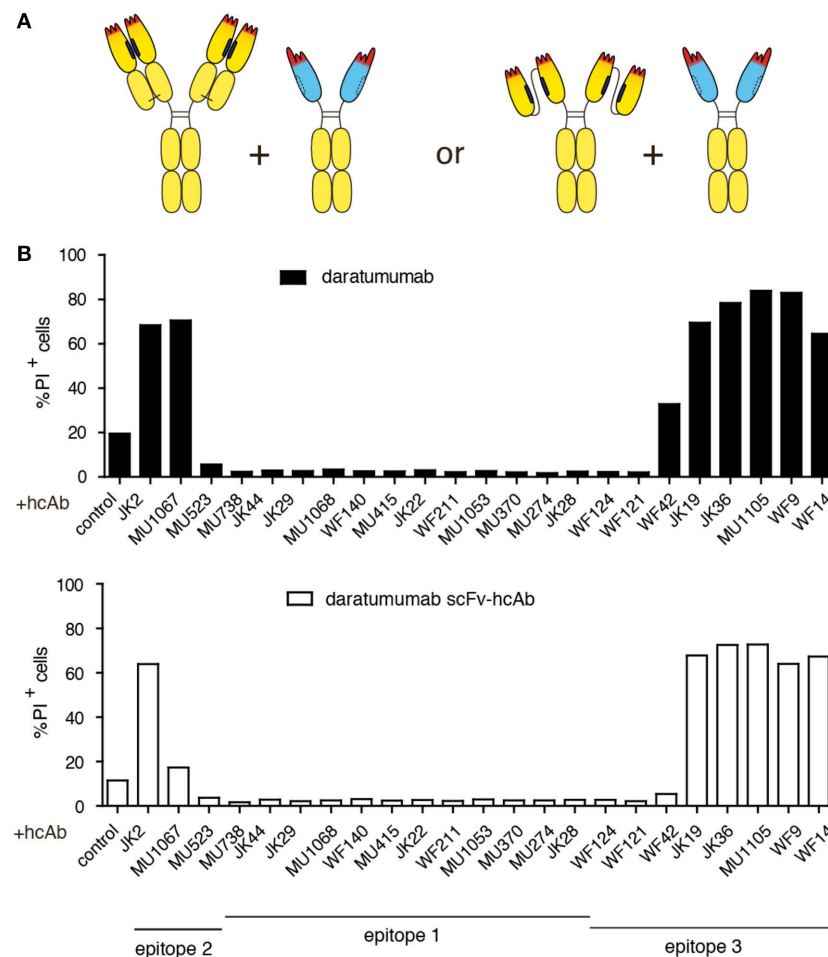 A
+
or
+
B
100
80
60
40
20
0
%PI + cells
daratumumab
+hcAb
control JK2 MU1067 MU523 MU738 JK44 JK29 MU1068 WF140 MU415 JK22 WF211 MU1053 MU370 MU274 JK28 WF124 WF121 WF42 JK19 JK36 MU1105 WF9 WF14
100
80
60
40
20
0
%PI + cells
daratumumab scFv-hcAb
+hcAb
control JK2 MU1067 MU523 MU738 JK44 JK29 MU1068 WF140 MU415 JK22 WF211 MU1053 MU370 MU274 JK28 WF124 WF121 WF42 JK19 JK36 MU1105 WF9 WF14
epitope 2 epitope 1 epitope 3